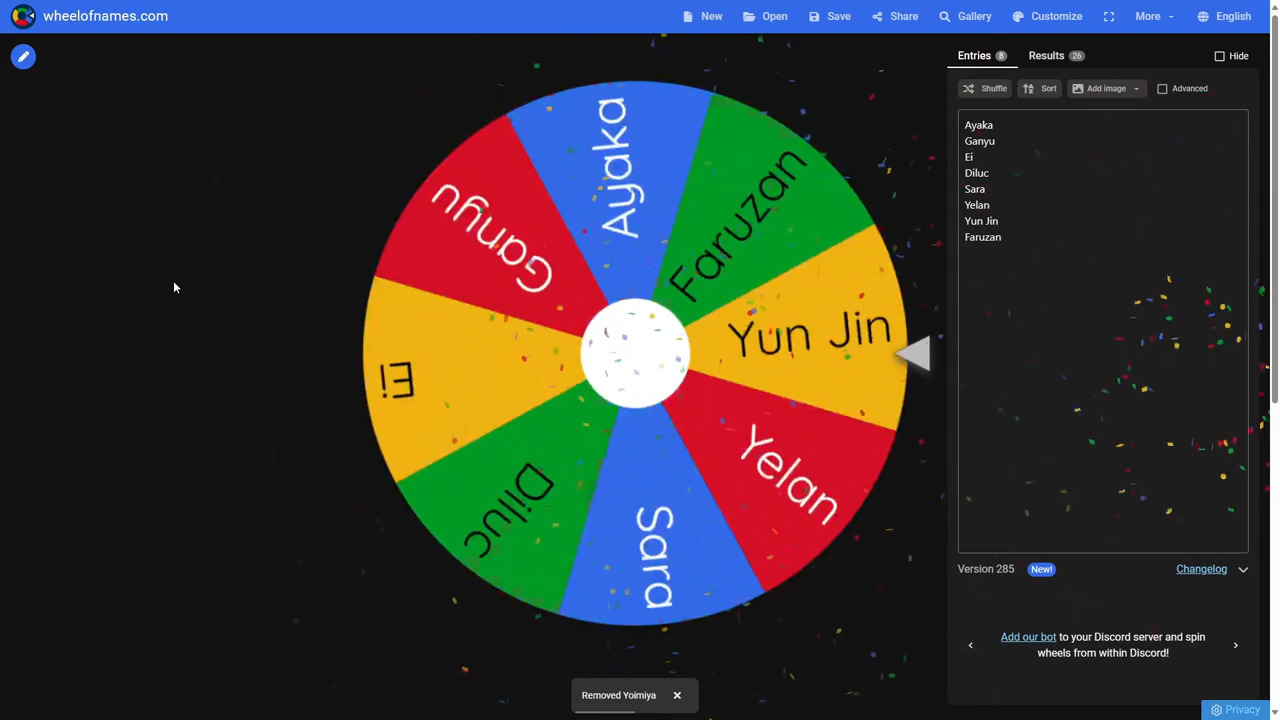 wheelofnames.com
New
Open
Save
Share
Gallery
Customize
More
English
Entries 8
Results 26
Hide
Shuffle
Sort
Add image
Advanced
Ayaka
Ganyu
Ei
Diluc
Sara
Yelan
Yun Jin
Faruzan
Ayaka
Faruzan
Yun Jin
Yelan
Sara
Diluc
Ei
Ganyu
Version 285
New!
Changelog
Add our bot to your Discord server and spin
wheels from within Discord!
Removed Yoimiya
Privacy